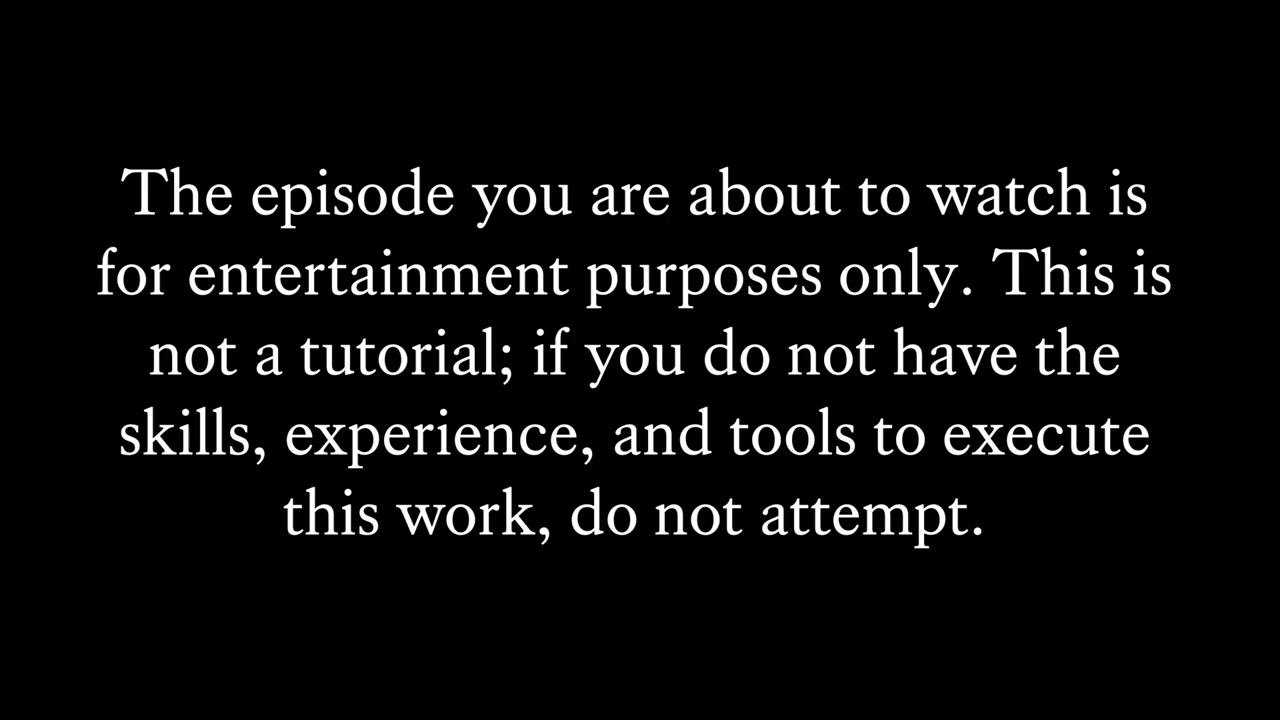 The episode you are about to watch is
for entertainment purposes only. This is
not a tutorial; if you do not have the
skills, experience, and tools to execute
this work, do not attempt.